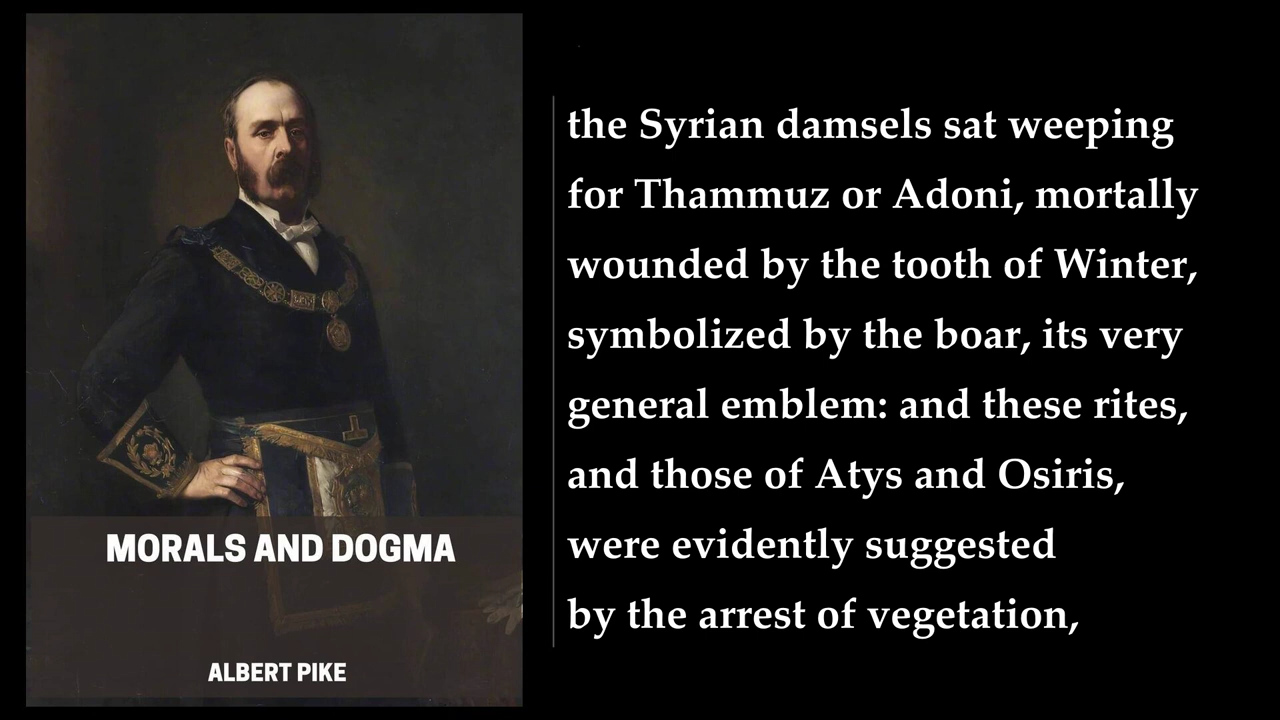 MORALS AND DOGMA
ALBERT PIKE
the Syrian damsels sat weeping
for Thammuz or Adoni, mortally
wounded by the tooth of Winter,
symbolized by the boar, its very
general emblem: and these rites,
and those of Atys and Osiris,
were evidently suggested
by the arrest of vegetation,